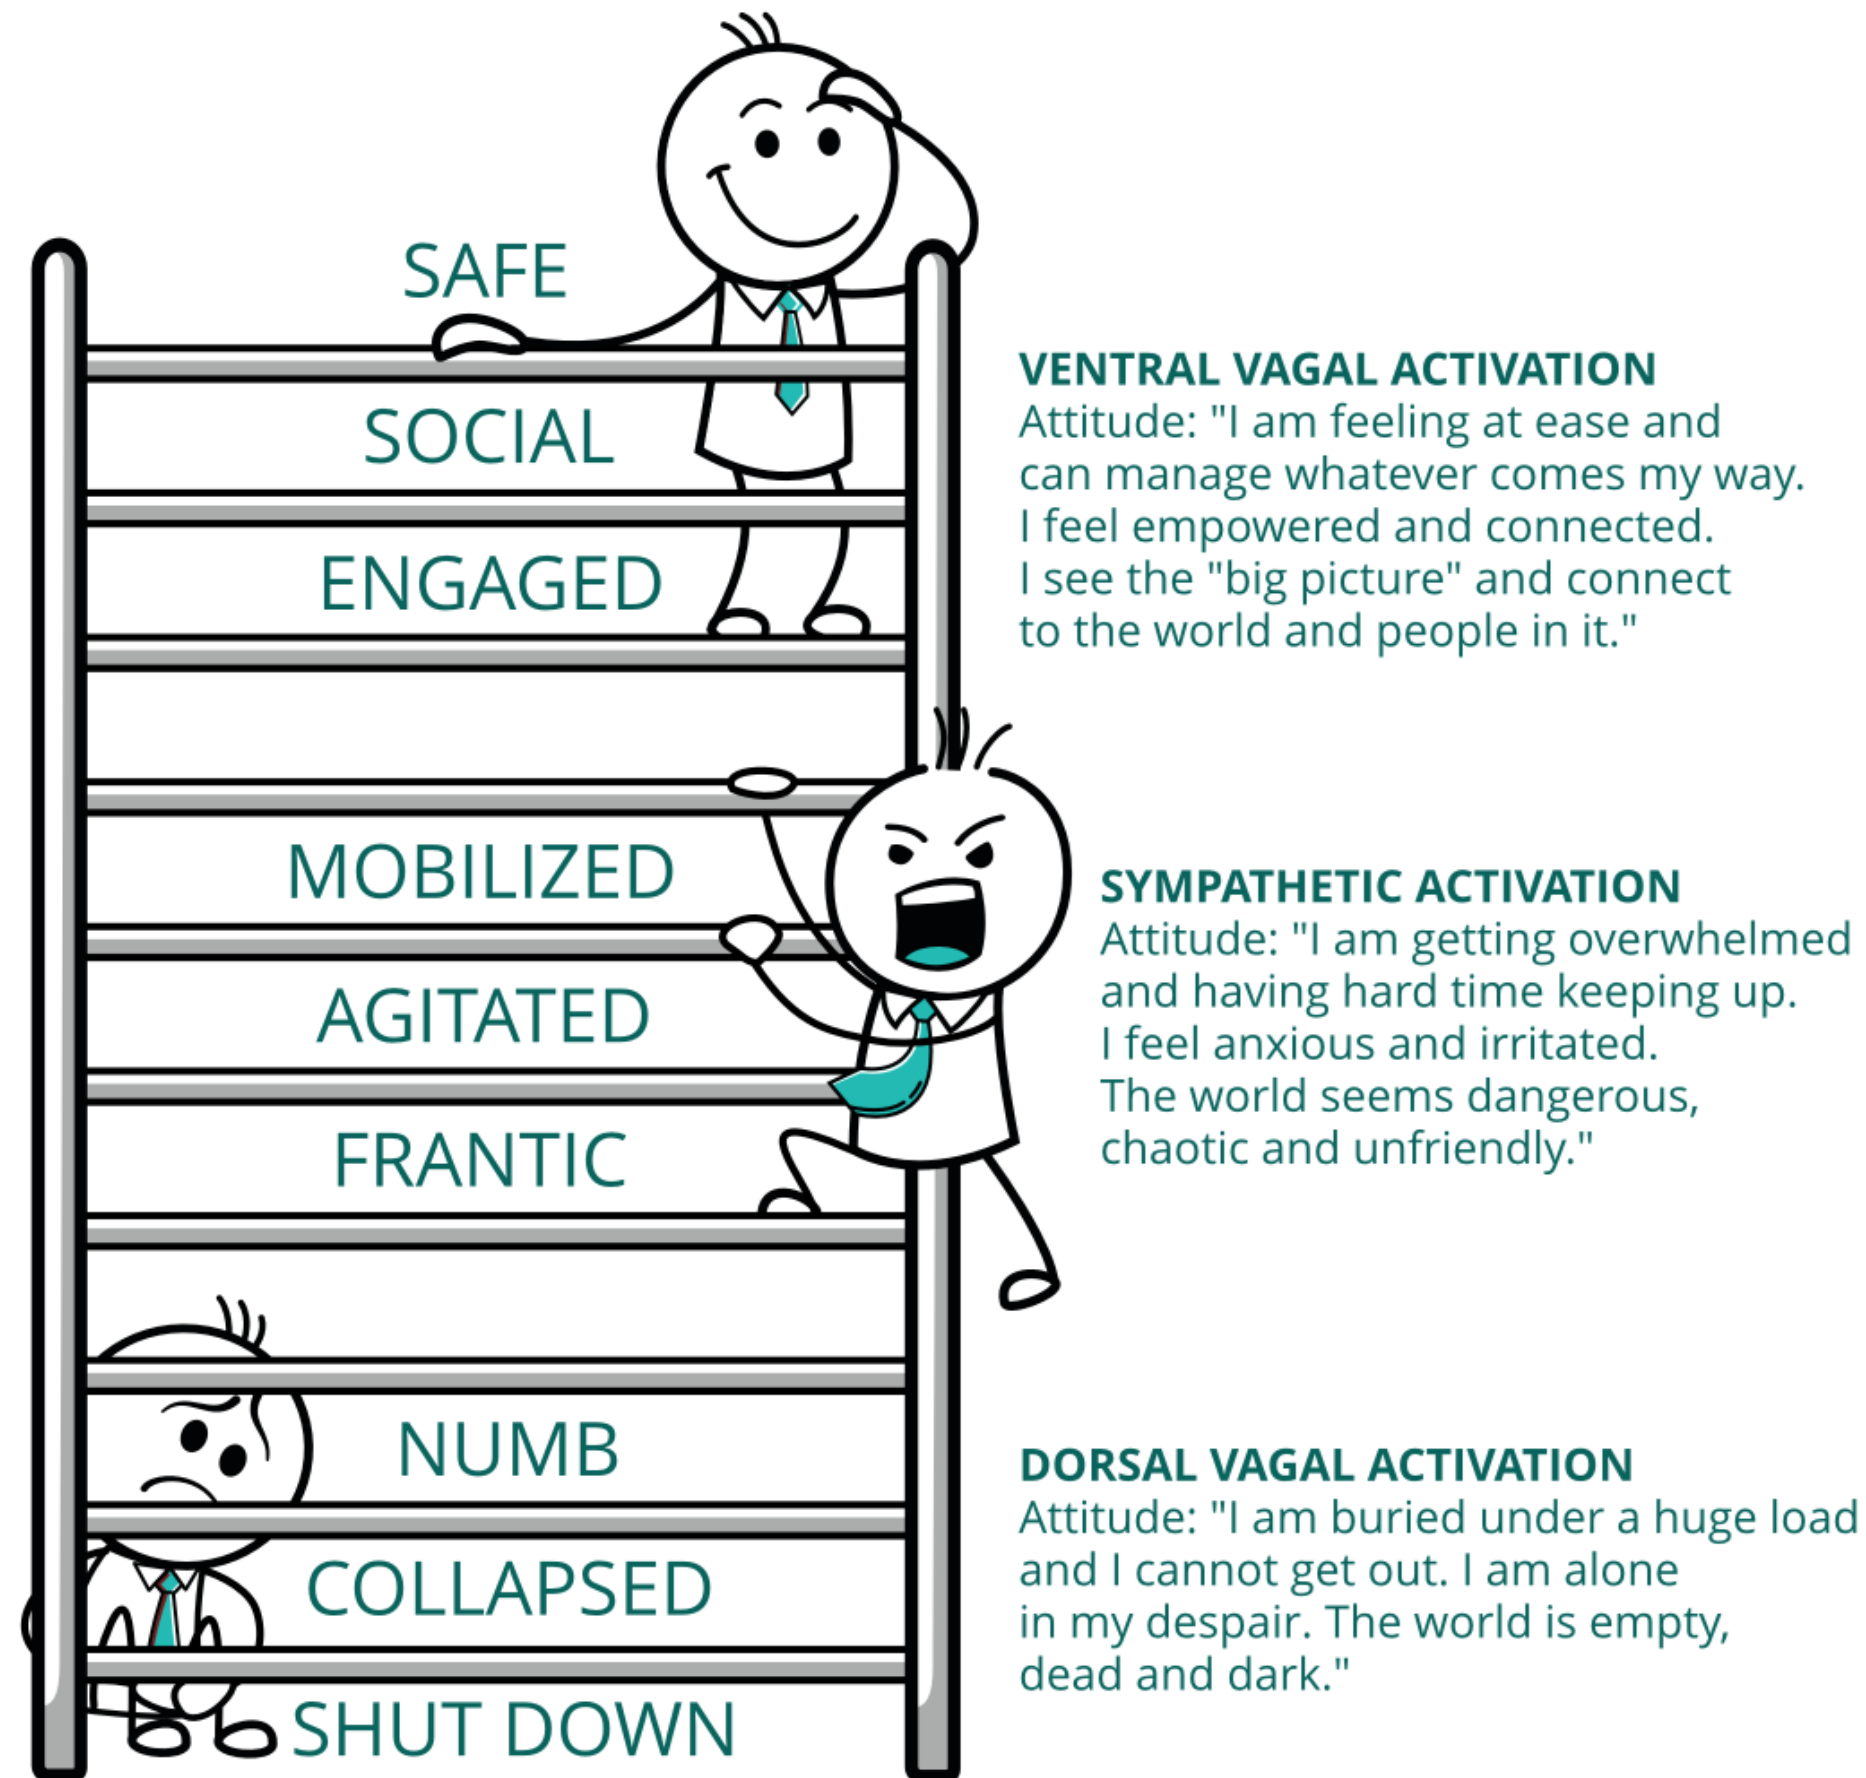 SAFE
SOCIAL
ENGAGED
VENTRAL VAGAL ACTIVATION
Attitude: "I am feeling at ease and
can manage whatever comes my way.
I feel empowered and connected.
I see the "big picture" and connect
to the world and people in it."
MOBILIZED
AGITATED
FRANTIC
SYMPATHETIC ACTIVATION
Attitude: "I am getting overwhelmed
and having hard time keeping up.
I feel anxious and irritated.
The world seems dangerous,
chaotic and unfriendly."
NUMB
COLLAPSED
SHUT DOWN
DORSAL VAGAL ACTIVATION
Attitude: "I am buried under a huge load
and I cannot get out. I am alone
in my despair. The world is empty,
dead and dark."